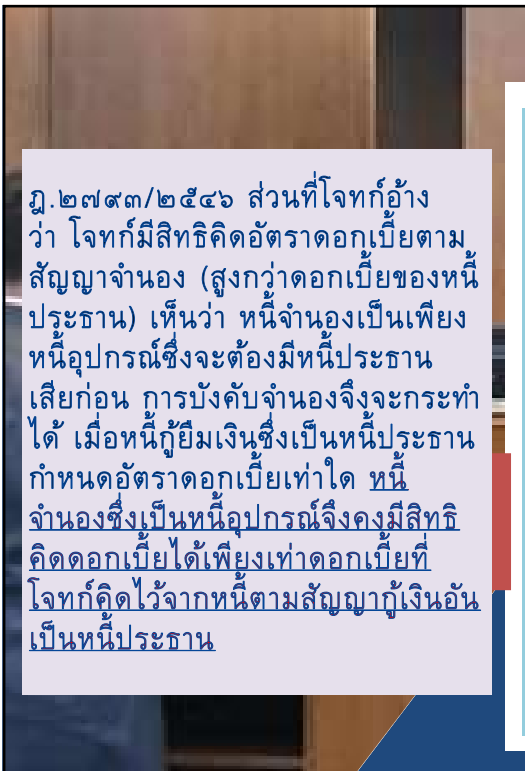 ฎ.๒๗๙๓/๒๕๔๖ ส่วนที่โจทก์อ้าง
ว่า โจทก์มีสิทธิคิดอัตราดอกเบี้ยตาม
สัญญาจำนอง (สูงกว่าดอกเบี้ยของหนี้
ประธาน) เห็นว่า หนี้จำนองเป็นเพียง
หนี้อุปกรณ์ซึ่งจะต้องมีหนี้ประธาน
เสียก่อน การบังคับจำนองจึงจะกระทำ
ได้ เมื่อหนี้กู้ยืมเงินซึ่งเป็นหนี้ประธาน
กำหนดอัตราดอกเบี้ยเท่าใด หนี้
จำนองซึ่งเป็นหนี้อุปกรณ์จึงคงมีสิทธิ
คิดดอกเบี้ยได้เพียงเท่าดอกเบี้ยที่
โจทก์คิดไว้จากหนี้ตามสัญญากู้เงินอัน
เป็นหนี้ประธาน